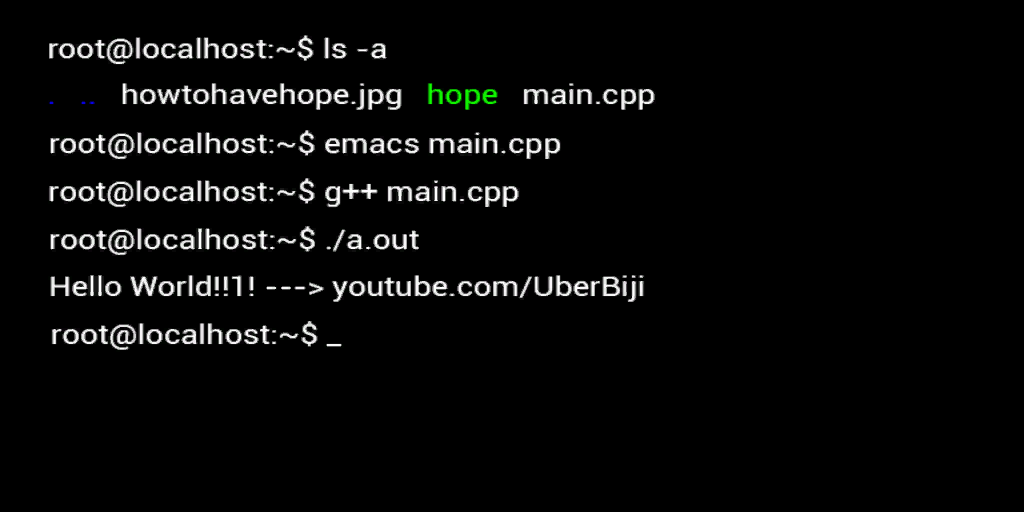 root@localhost:~$ ls -a
. .. howtohavehope.jpg hope main.cpp
root@localhost:~$ emacs main.cpp
root@localhost:~$ g++ main.cpp
root@localhost:~$ ./a.out
Hello World!!1! ---> youtube.com/UberBiji
root@localhost:~$ _